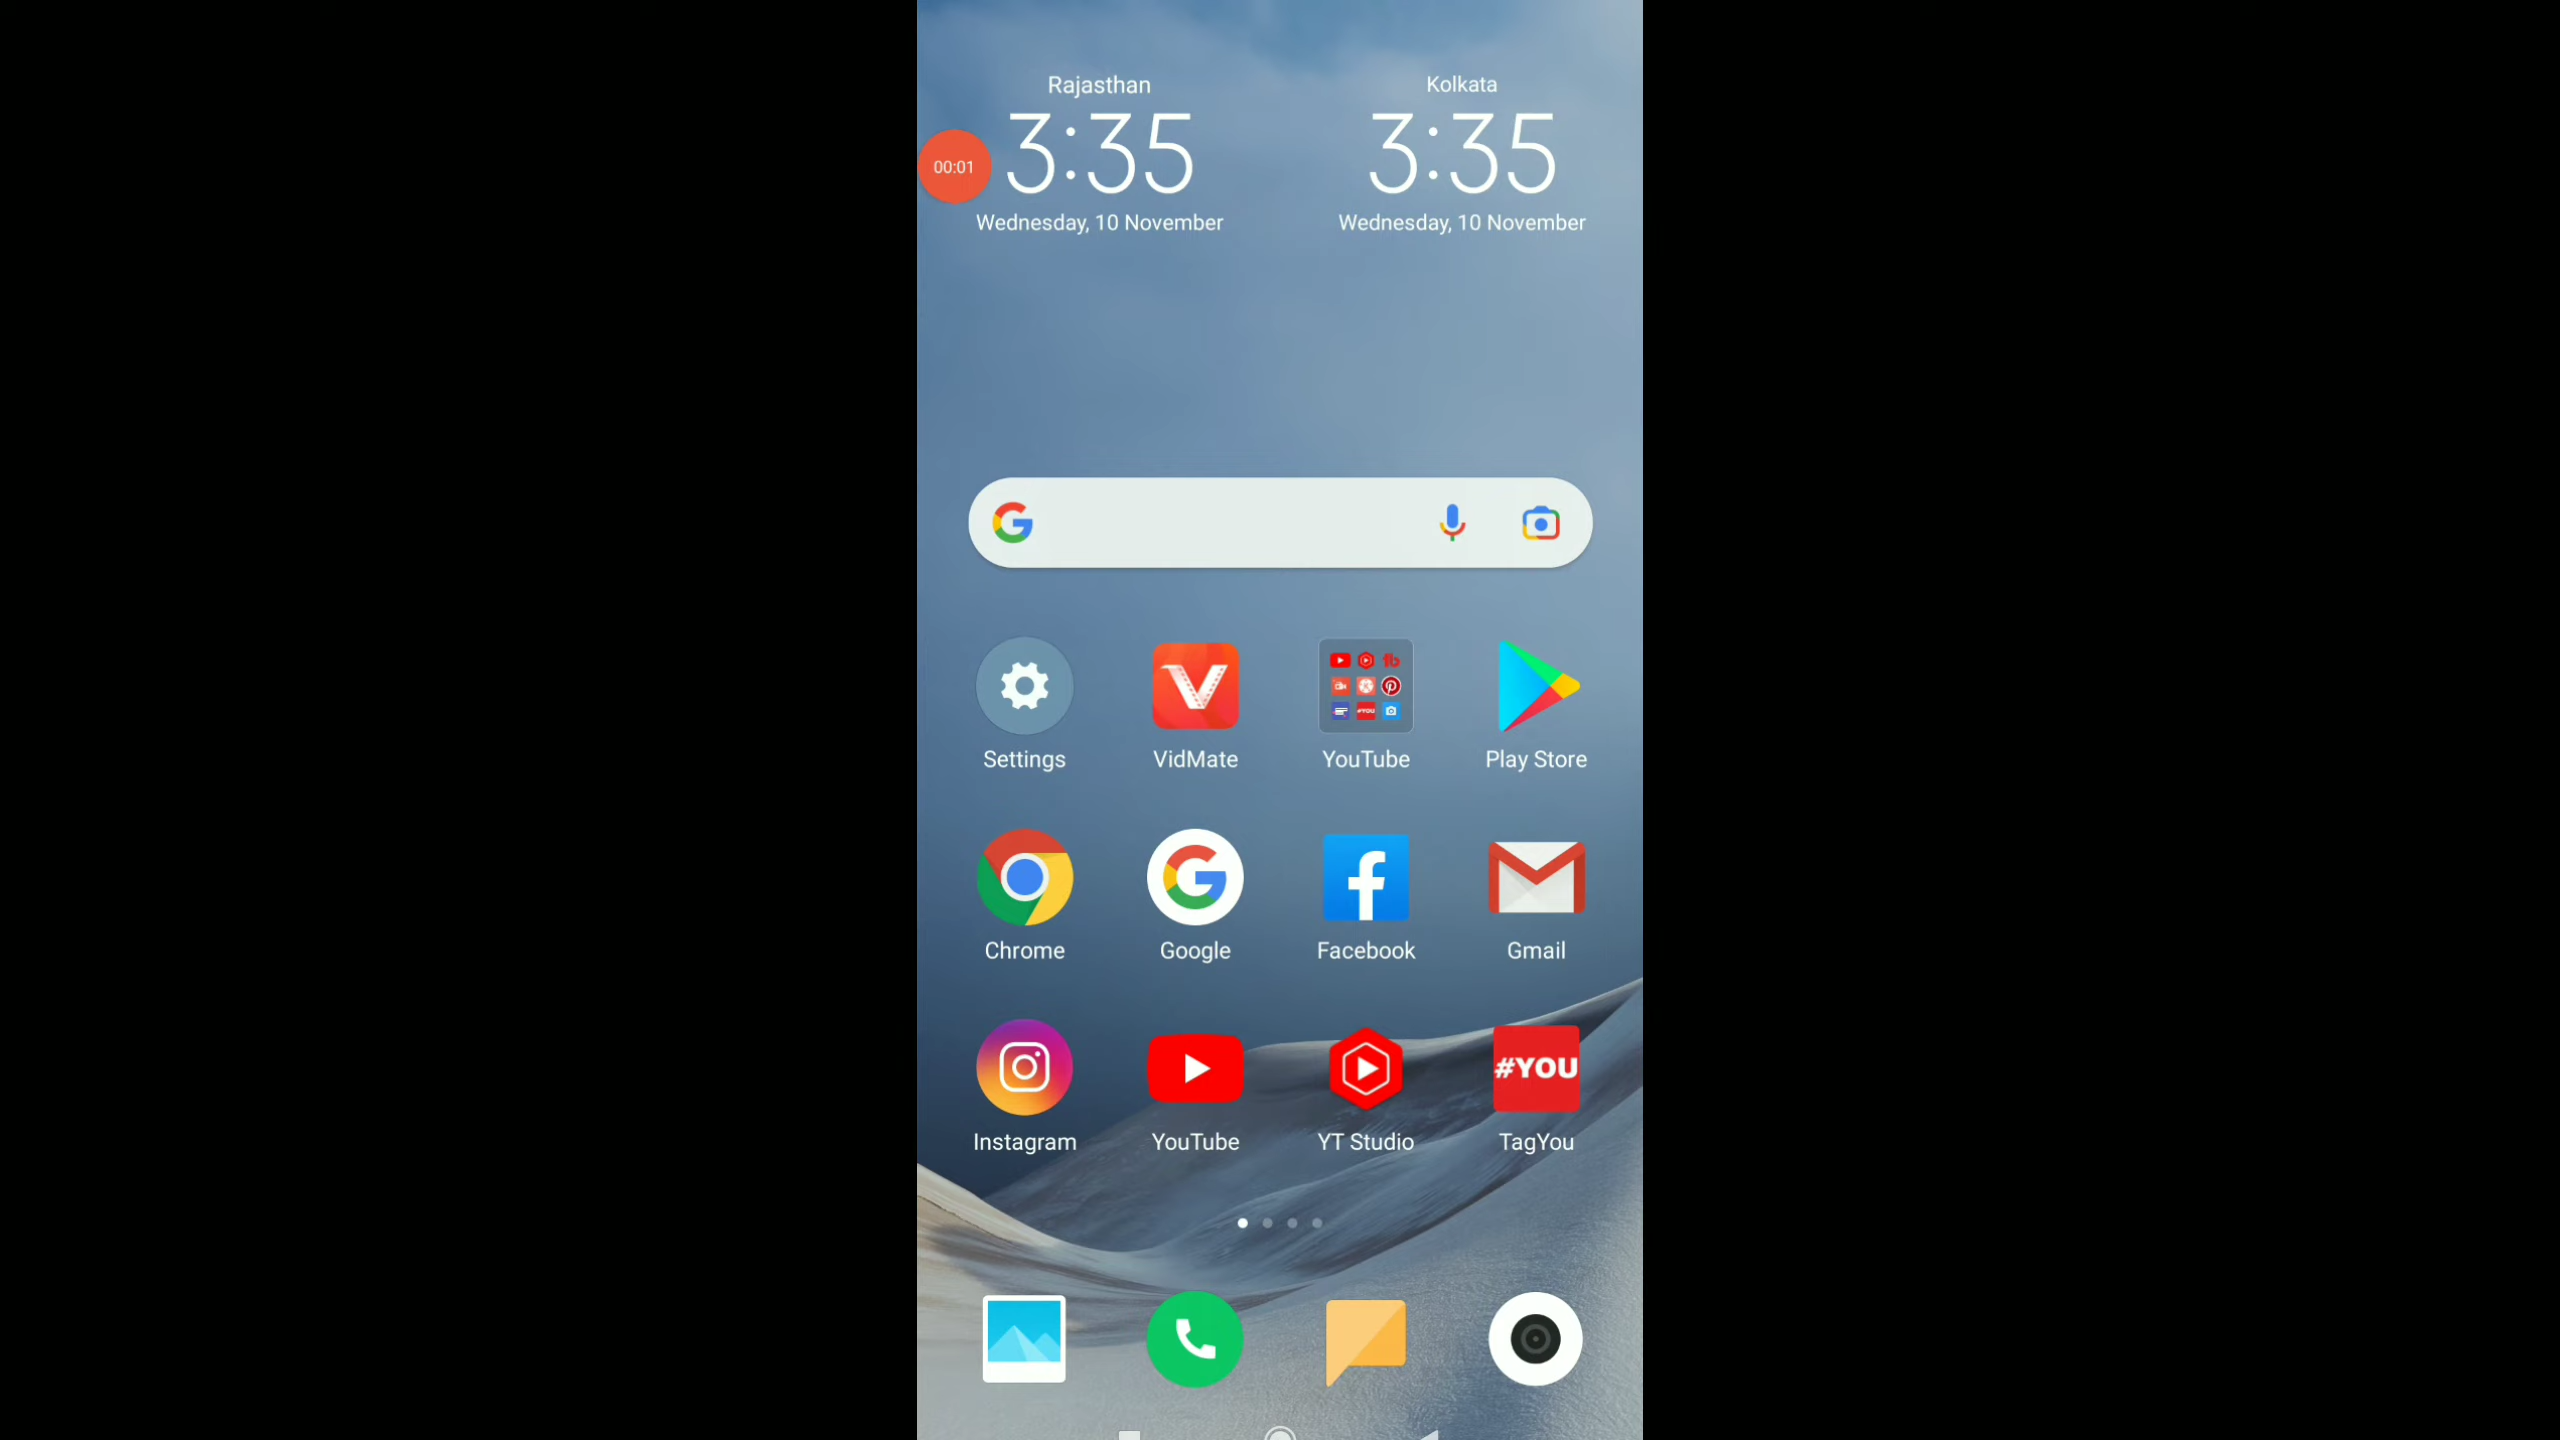 Rajasthan
3:35
Wednesday, 10 November
Kolkata
3:35
Wednesday, 10 November
00:01
Settings
VidMate
YouTube
Play Store
Chrome
Google
Facebook
Gmail
#YOU
Instagram
YouTube
YT Studio
TagYou